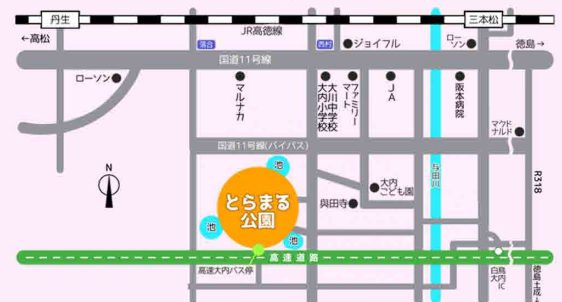 丹生
三本松
←高松
JR高徳線
徳島→
落合
西村
ジョイフル
ローソン
国道11号線
ローソン
マルナカ
大川中学校
大内小学校
ファミリーマート
JA
阪本病院
マクドナルド
国道11号線(バイパス)
池
与田川
N
大内こども園
R318
とらまる
公園
與田寺
池
池
高速道路
高速大内バス停
白鳥大内IC
徳島土成